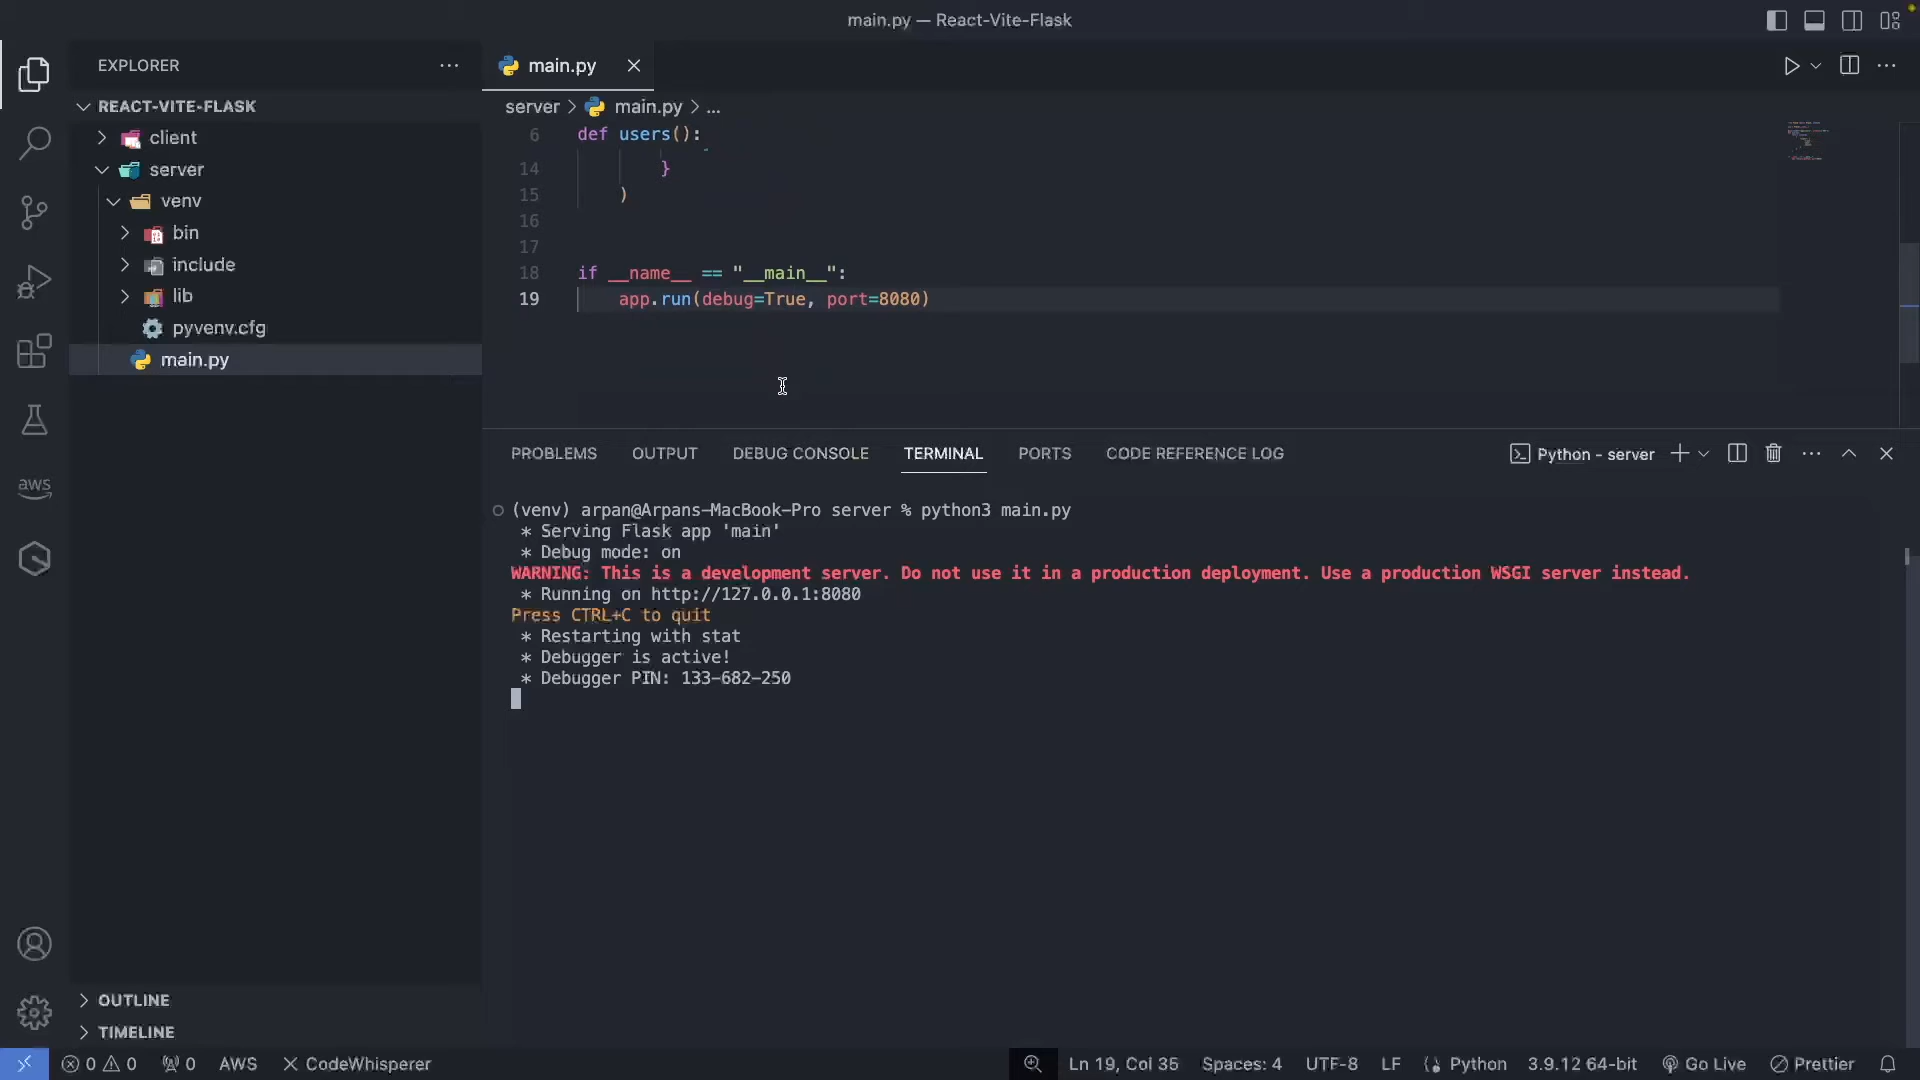 main.py — React-Vite-Flask
EXPLORER
main.py
REACT-VITE-FLASK
client
server
venv
bin
include
lib
pyvenv.cfg
main.py
OUTLINE
TIMELINE
server > main.py > ...
6 def users():
14 }
15 )
16
17
18 if __name__ == "__main__":
19 app.run(debug=True, port=8080)
PROBLEMS OUTPUT DEBUG CONSOLE TERMINAL PORTS CODE REFERENCE LOG Python - server
(venv) arpan@Arpans-MacBook-Pro server % python3 main.py
* Serving Flask app 'main'
* Debug mode: on
WARNING: This is a development server. Do not use it in a production deployment. Use a production WSGI server instead.
* Running on http://127.0.0.1:8080
Press CTRL+C to quit
* Restarting with stat
* Debugger is active!
* Debugger PIN: 133-682-250
aws
0 0 0 AWS CodeWhisperer Ln 19, Col 35 Spaces: 4 UTF-8 LF Python 3.9.12 64-bit Go Live Prettier